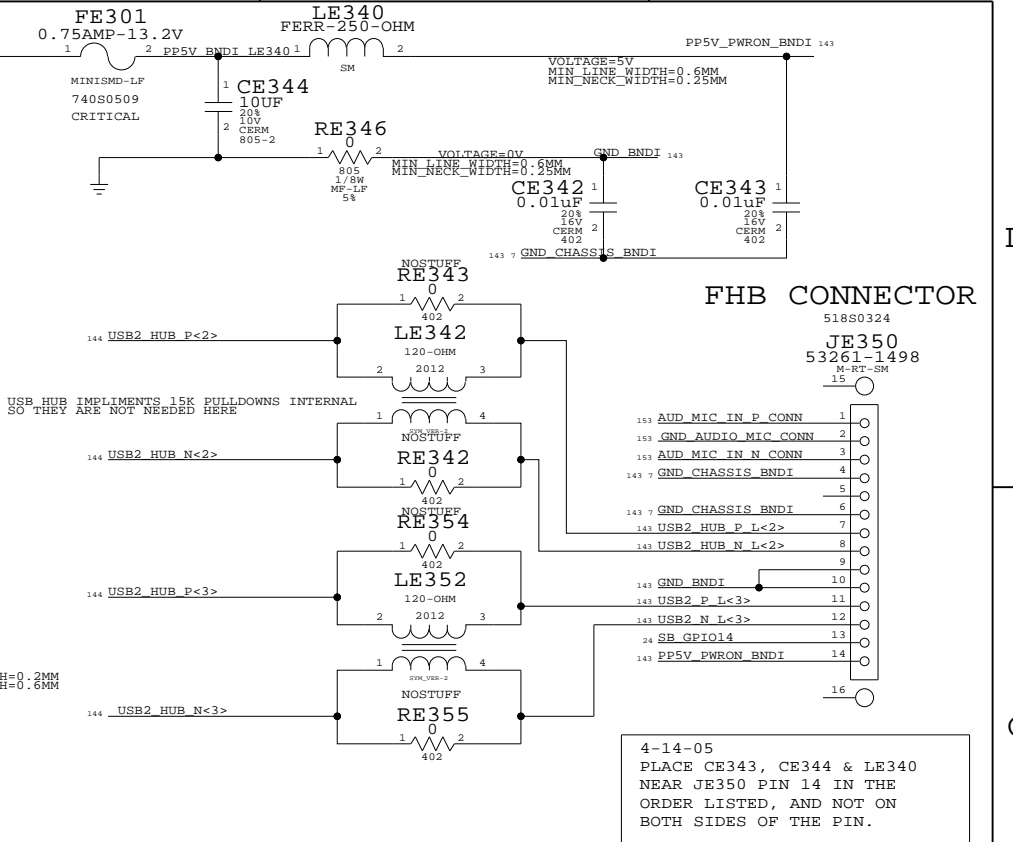 FE301
0.75AMP-13.2V
1 2
MINISMD-LF
740S0509
CRITICAL
PP5V_BNDI_LE340
LE340
FERR-250-OHM
1 2
SM
PP5V_PWRON_BNDI 143
VOLTAGE=5V
MIN_LINE_WIDTH=0.6MM
MIN_NECK_WIDTH=0.25MM
1
CE344
10UF
20%
10V
2
CERM
805-2
RE346
0
1 2
805
1/8W
MF-LF
5%
VOLTAGE=0V
MIN_LINE_WIDTH=0.6MM
MIN_NECK_WIDTH=0.25MM
GND_BNDI 143
CE342 1
0.01uF
20%
16V
CERM 2
402
CE343 1
0.01uF
20%
16V
CERM 2
402
143 7 GND_CHASSIS_BNDI
NOSTUFF
RE343
0
1 2
402
144 USB2_HUB_P<2>
LE342
120-OHM
2 2012 3
USB HUB IMPLIMENTS 15K PULLDOWNS INTERNAL
SO THEY ARE NOT NEEDED HERE
1 4
SYM_VER-2
NOSTUFF
144 USB2_HUB_N<2>
RE342
0
1 2
402
NOSTUFF
RE354
0
1 2
402
144 USB2_HUB_P<3>
LE352
120-OHM
2 2012 3
1 4
SYM_VER-2
NOSTUFF
H=0.2MM
H=0.6MM
144 USB2_HUB_N<3>
RE355
0
1 2
402
FHB CONNECTOR
518S0324
JE350
53261-1498
M-RT-SM
15
153 AUD_MIC_IN_P_CONN 1
153 GND_AUDIO_MIC_CONN 2
153 AUD_MIC_IN_N_CONN 3
143 7 GND_CHASSIS_BNDI 4
5
143 7 GND_CHASSIS_BNDI 6
143 USB2_HUB_P_L<2> 7
143 USB2_HUB_N_L<2> 8
9
143 GND_BNDI 10
143 USB2_P_L<3> 11
143 USB2_N_L<3> 12
24 SB_GPIO14 13
143 PP5V_PWRON_BNDI 14
16
4-14-05
PLACE CE343, CE344 & LE340
NEAR JE350 PIN 14 IN THE
ORDER LISTED, AND NOT ON
BOTH SIDES OF THE PIN.